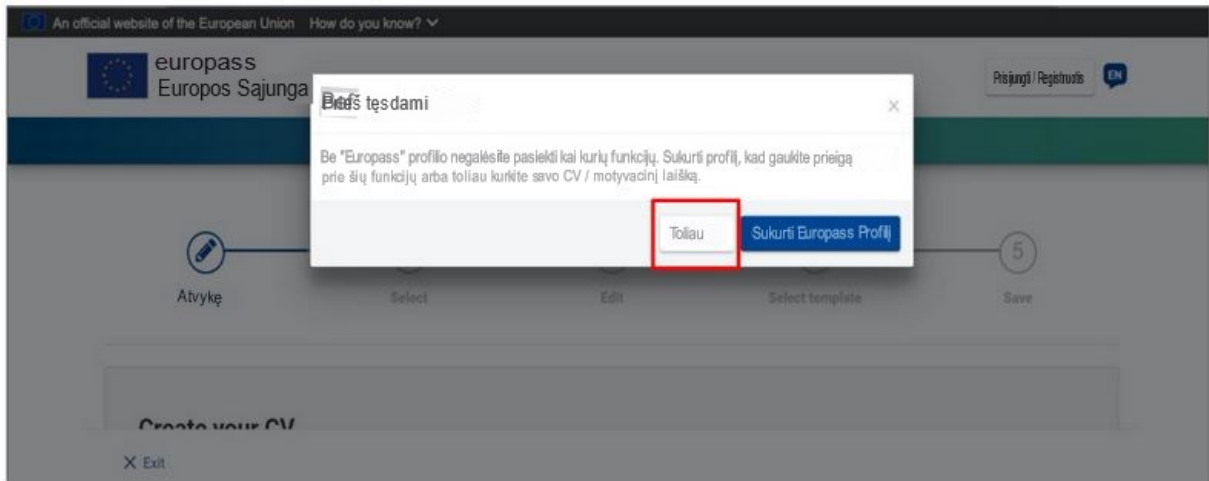 An official website of the European Union How do you know?
europass
Europos Sąjunga
Prisijungti / Registruotis
EN
Prieš tęsdami
Be "Europass" profilio negalėsite pasiekti kai kurių funkcijų. Sukurti profilį, kad gaukite prieigą
prie šių funkcijų arba toliau kurkite savo CV / motyvacinį laišką.
Toliau
Sukurti Europass Profilį
5
Atvykę
Select
Edit
Select template
Save
Create your CV
Exit